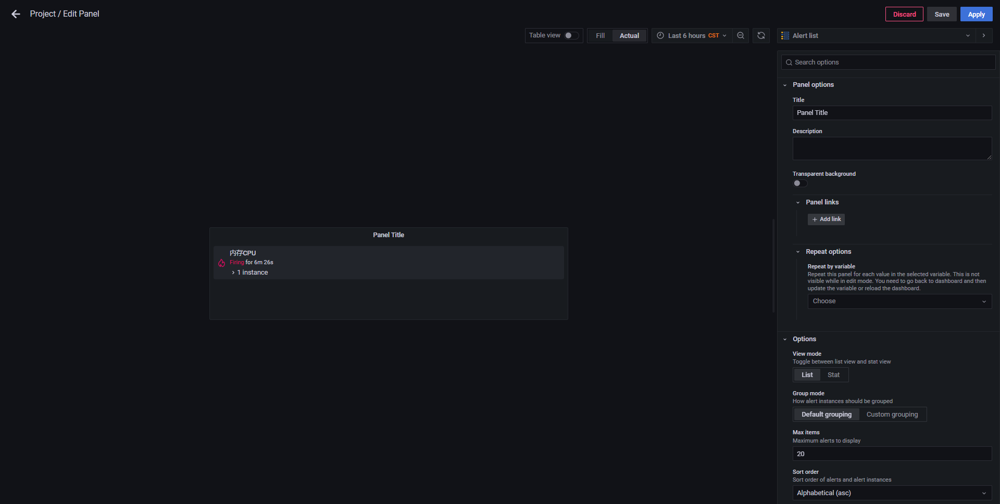 Project / Edit Panel
Discard
Save
Apply
Table view
Fill
Actual
Last 6 hours CST
Alert list
Search options
Panel options
Title
Panel Title
Description
Transparent background
Panel links
Add link
Repeat options
Repeat by variable
Repeat this panel for each value in the selected variable. This is not
visible while in edit mode. You need to go back to dashboard and then
update the variable or reload the dashboard.
Choose
Panel Title
内存CPU
Firing for 6m 26s
1 instance
Options
View mode
Toggle between list view and stat view
List
Stat
Group mode
How alert instances should be grouped
Default grouping
Custom grouping
Max items
Maximum alerts to display
20
Sort order
Sort order of alerts and alert instances
Alphabetical (asc)